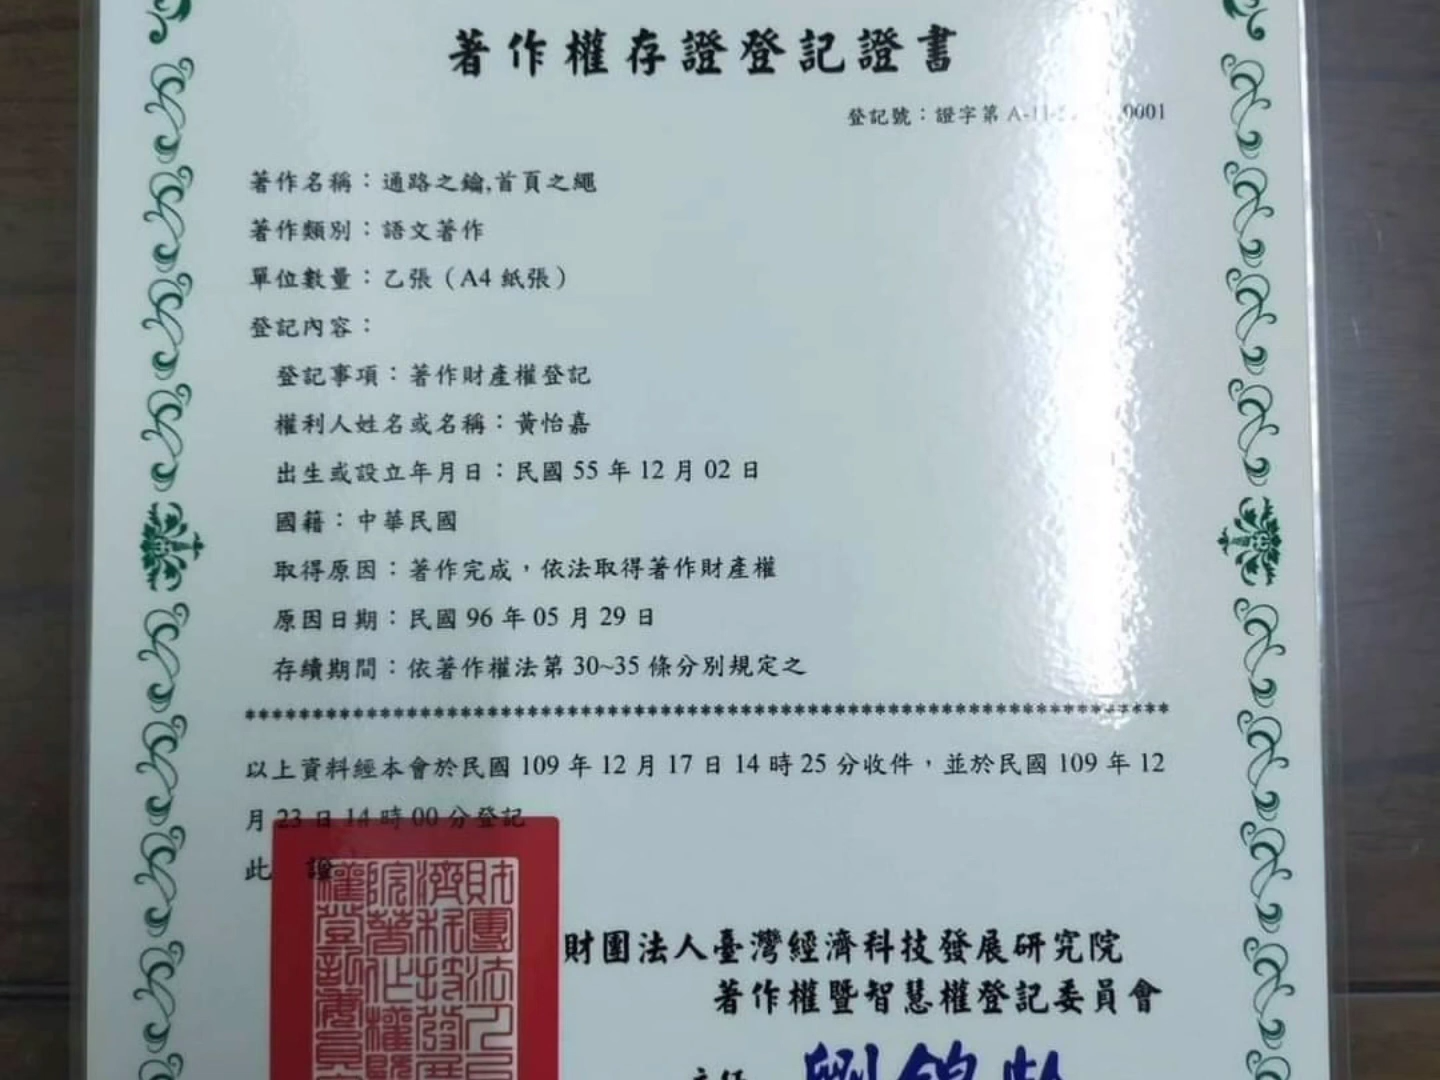 著作權存證登記證書
登記號：證字第 A-11- 0001
著作名稱：通路之鑰,首頁之繩
著作類別：語文著作
單位數量：乙張（A4 紙張）
登記內容：
登記事項：著作財產權登記
權利人姓名或名稱：黃怡嘉
出生或設立年月日：民國 55 年 12 月 02 日
國籍：中華民國
取得原因：著作完成，依法取得著作財產權
原因日期：民國 96 年 05 月 29 日
存續期間：依著作權法第 30~35 條分別規定之
*********************************************************************
以上資料經本會於民國 109 年 12 月 17 日 14 時 25 分收件，並於民國 109 年 12
月 23 日 14 時 00 分登記
此 證
財團法人臺灣經濟科技發展研究院
著作權暨智慧權登記委員會